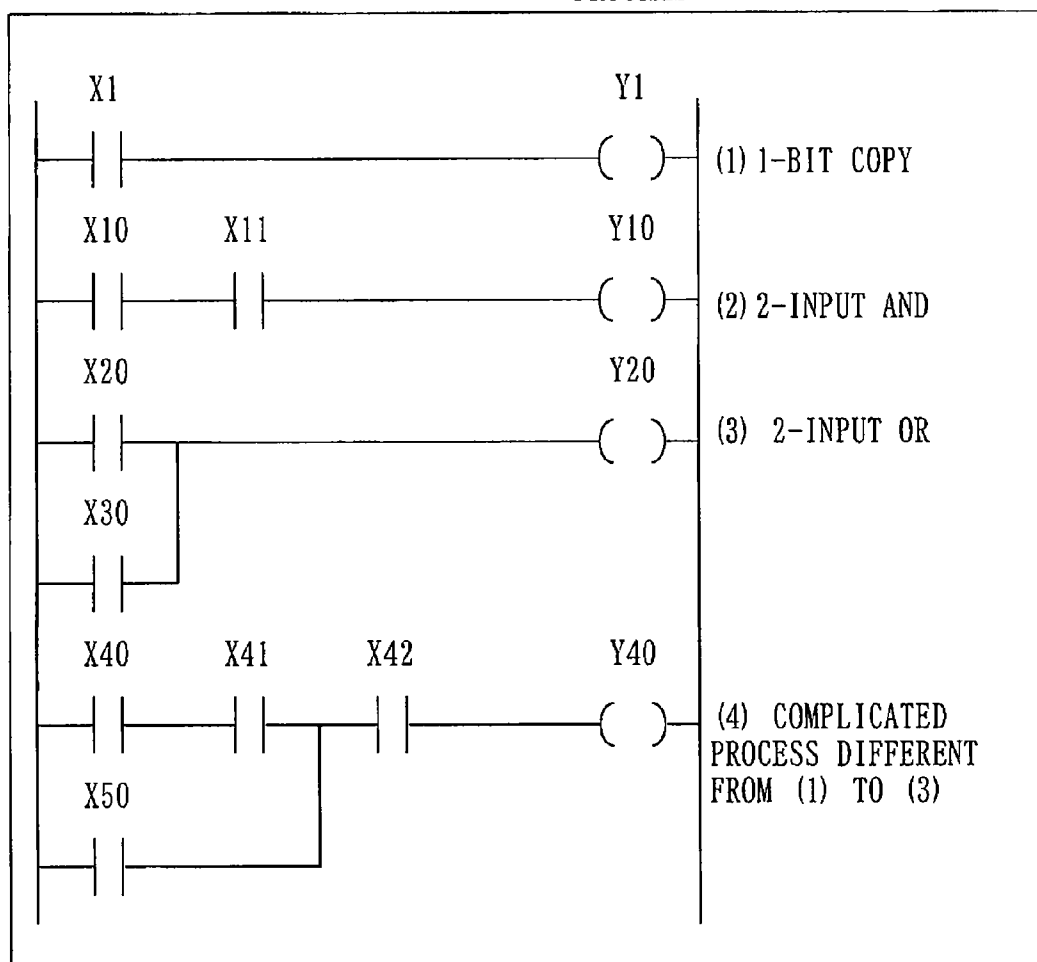 X1 Y1
(1) 1-BIT COPY
X10 X11 Y10
(2) 2-INPUT AND
X20 Y20
(3) 2-INPUT OR
X30
X40 X41 X42 Y40
(4) COMPLICATED
PROCESS DIFFERENT
FROM (1) TO (3)
X50